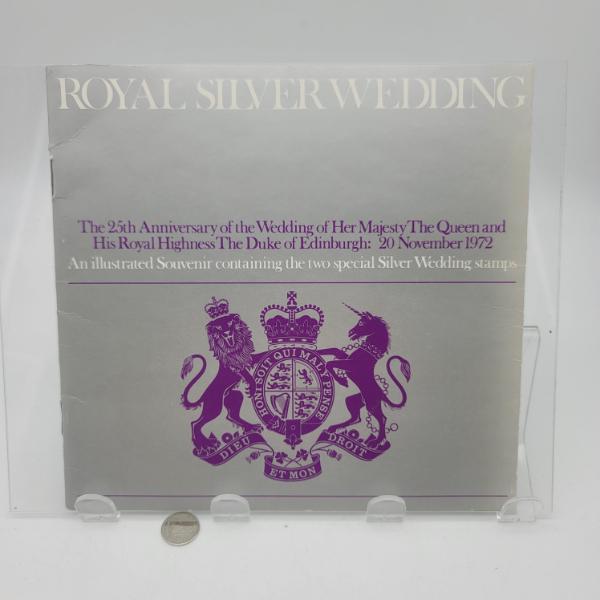 ROYAL SILVER WEDDING
The 25th Anniversary of the Wedding of Her Majesty The Queen and
His Royal Highness The Duke of Edinburgh: 20 November 1972
An illustrated Souvenir containing the two special Silver Wedding stamps
HONI SOIT QUI MAL Y PENSE
DIEU ET MON DROIT